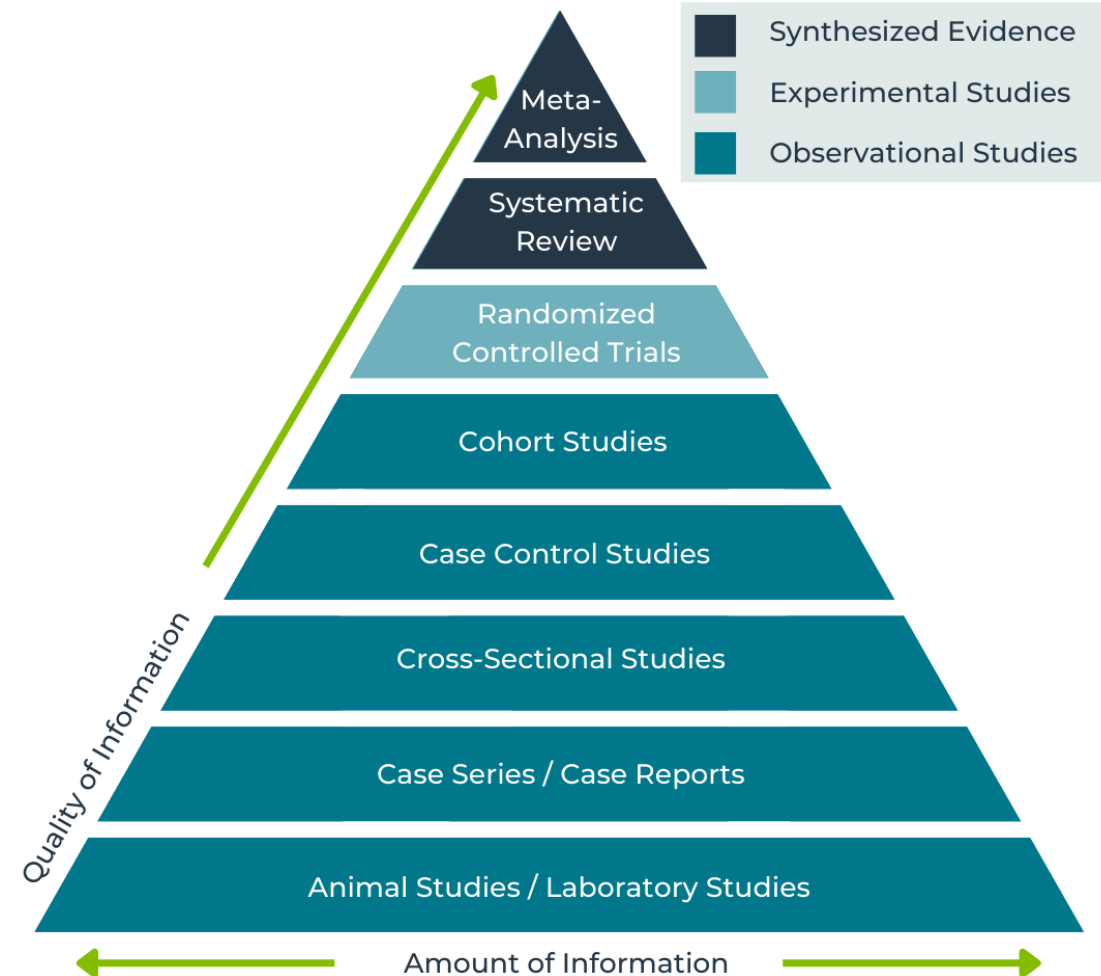 Synthesized Evidence
Experimental Studies
Observational Studies
Meta-
Analysis
Systematic
Review
Randomized
Controlled Trials
Cohort Studies
Case Control Studies
Cross-Sectional Studies
Case Series / Case Reports
Animal Studies / Laboratory Studies
Quality of Information
Amount of Information